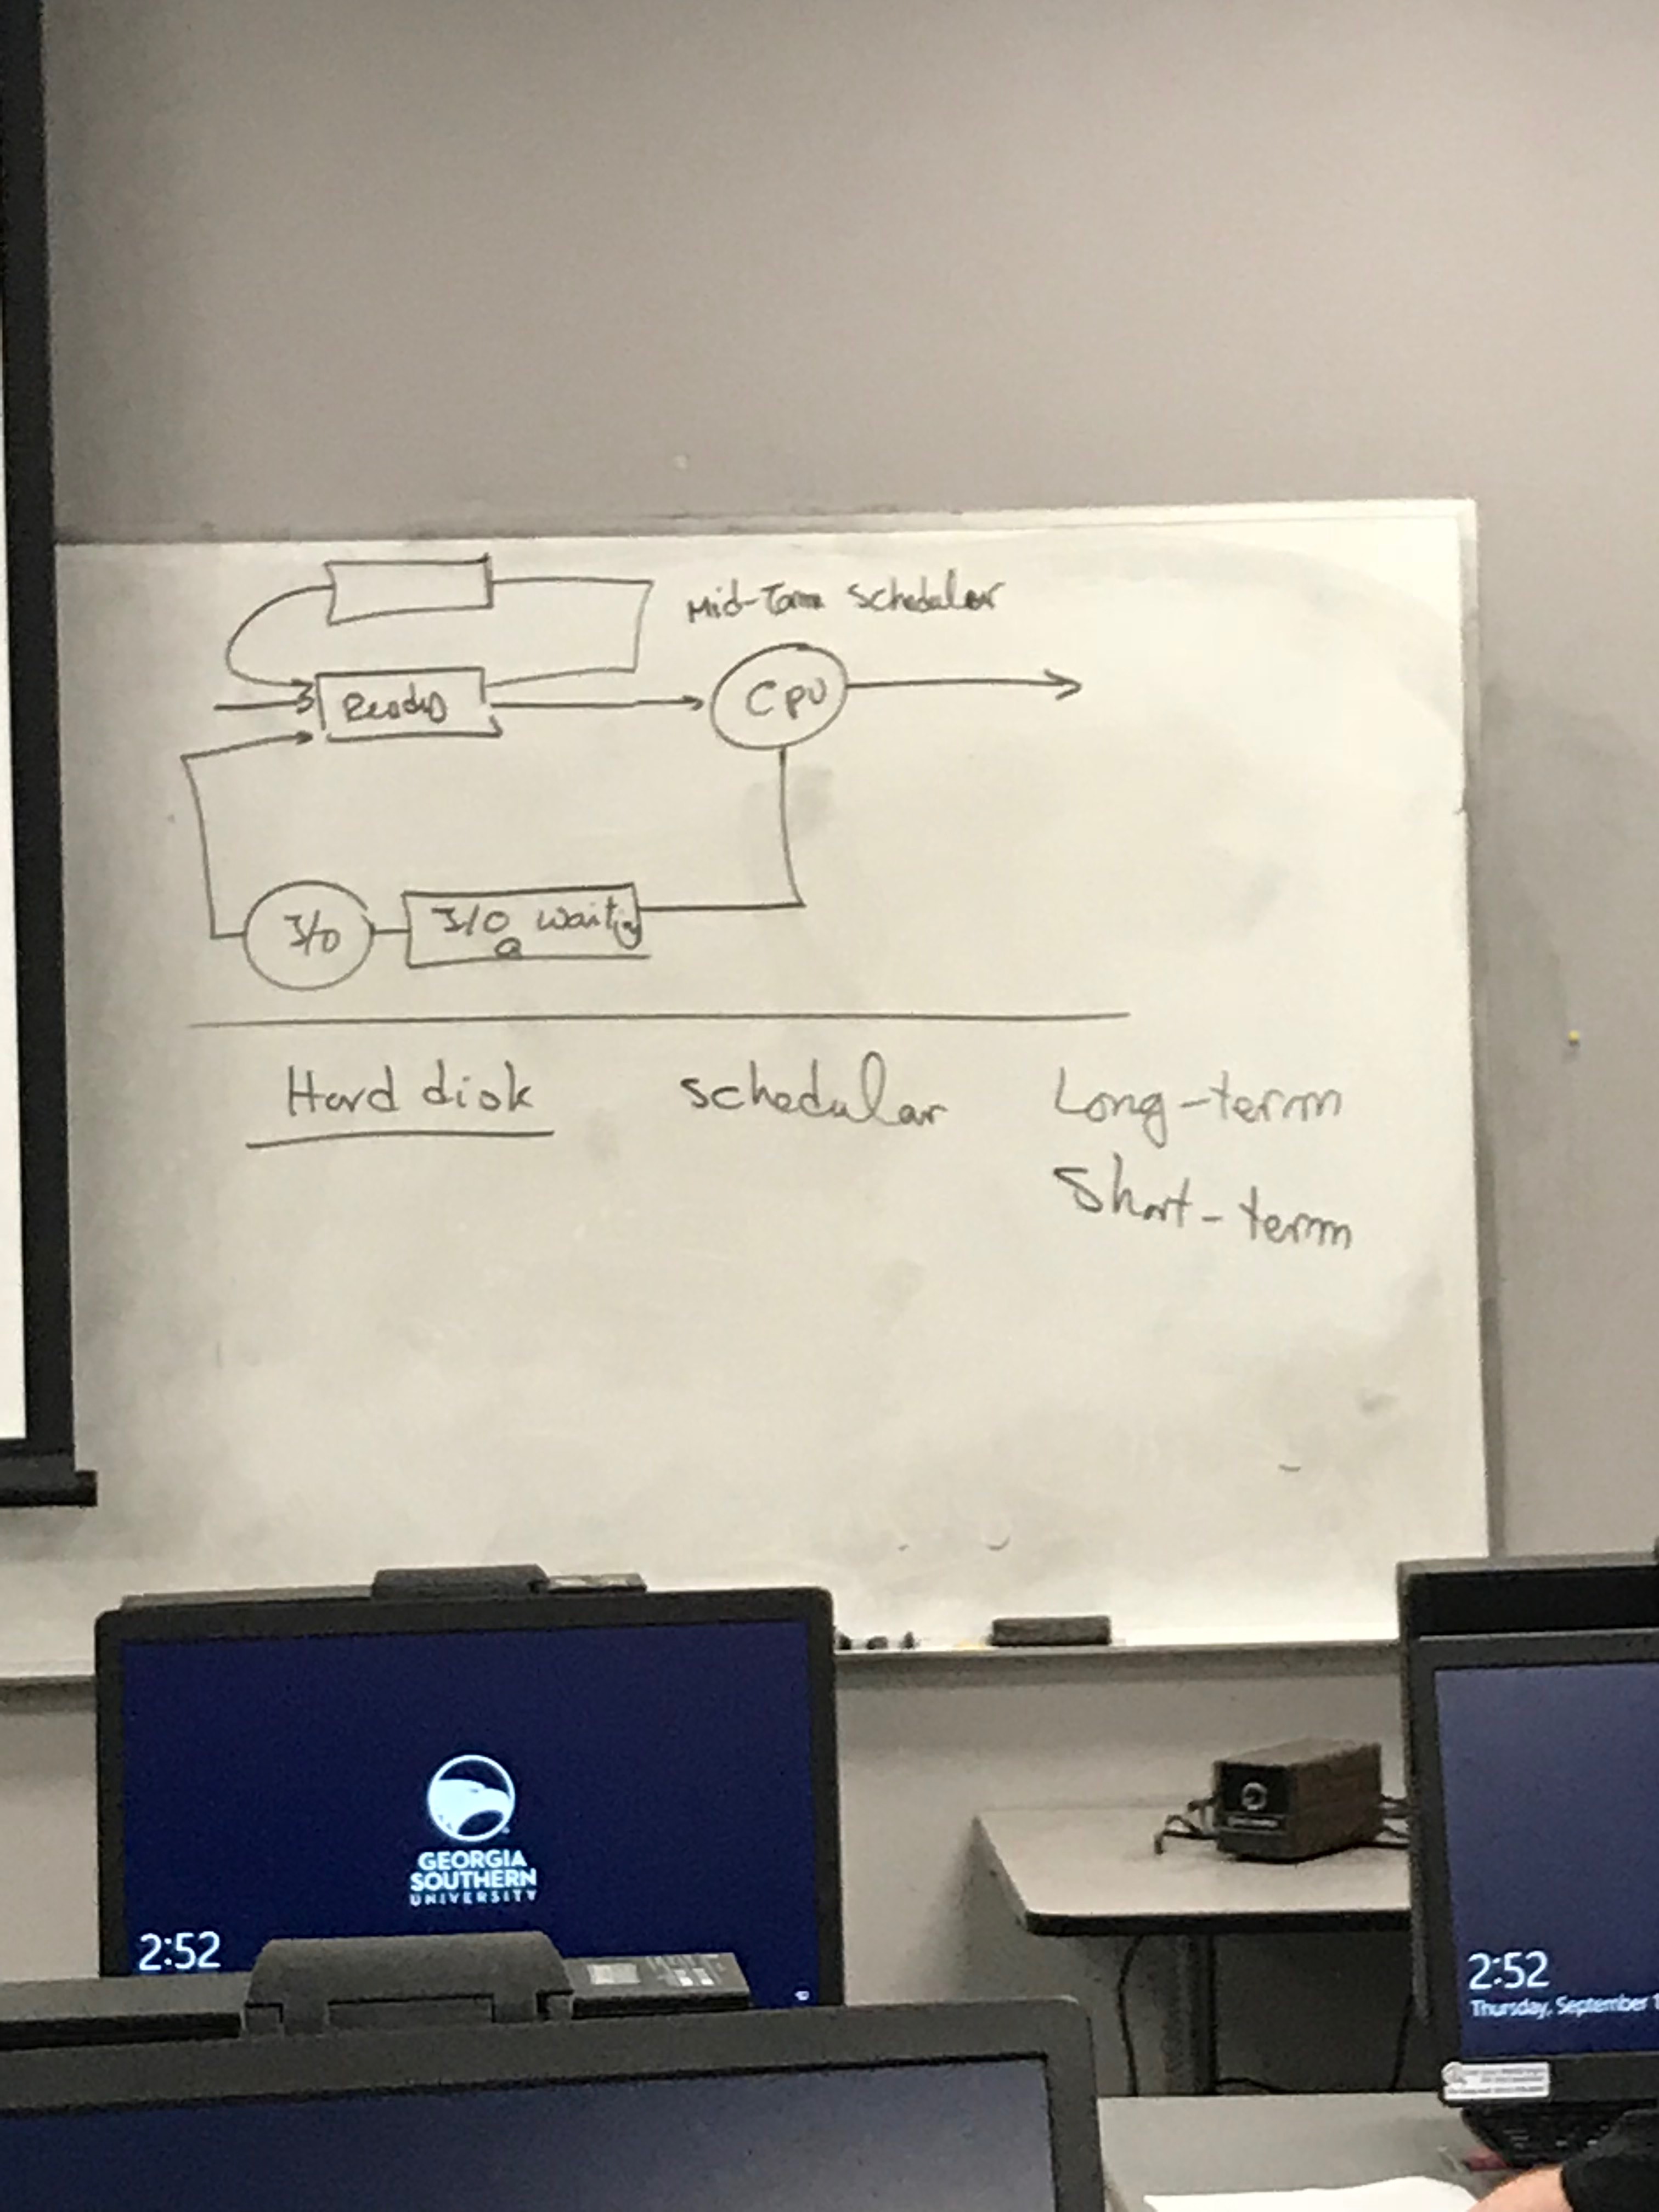 Mid-Term Schedular
Ready
CPU
I/O
I/O waiting
Q
Hard disk
schedular
Long-term
Short-term
GEORGIA
SOUTHERN
UNIVERSITY
2:52
2:52
Thursday, September 1